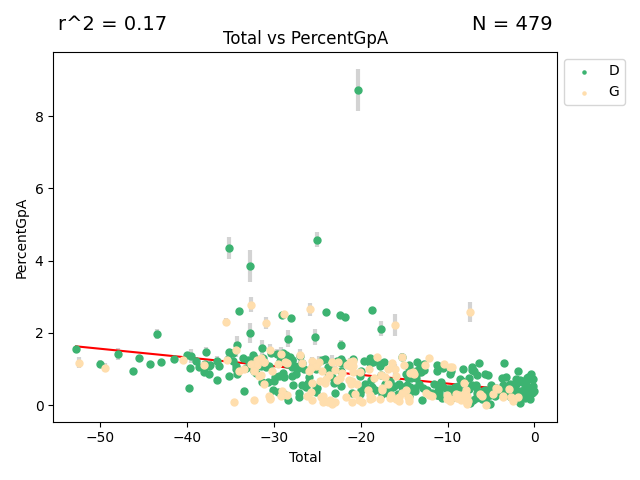 r^2 = 0.17
N = 479
Total vs PercentGpA
D
G
8
6
4
2
0
PercentGpA
−50
−40
−30
−20
−10
0
Total